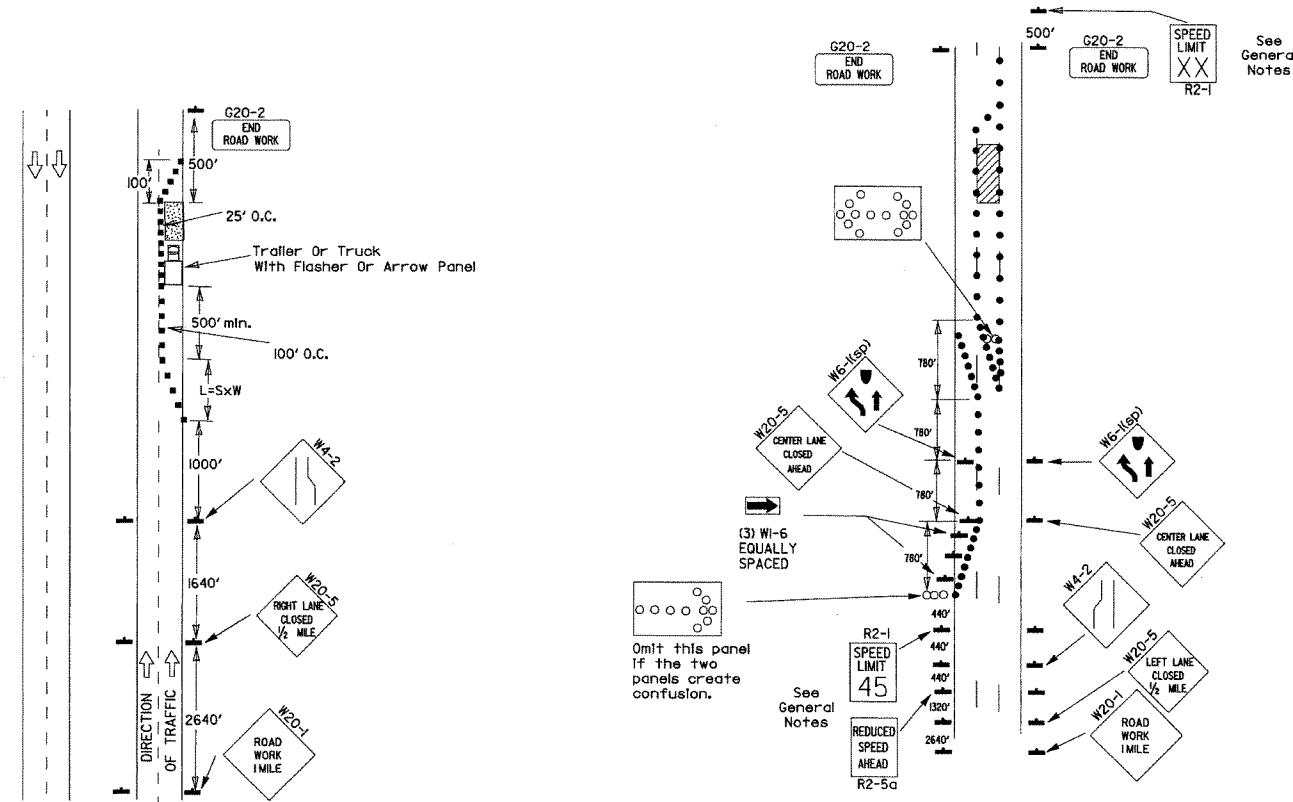 G20-2
END
ROAD WORK
500'
100'
25' O.C.
Trailer Or Truck
With Flasher Or Arrow Panel
500' min.
100' O.C.
L=SxW
1000'
W4-2
1640'
W20-5
RIGHT LANE
CLOSED
1/2 MILE
DIRECTION
OF TRAFFIC
2640'
W20-1
ROAD
WORK
1 MILE
500'
SPEED
LIMIT
XX
R2-1
See
General
Notes
G20-2
END
ROAD WORK
G20-2
END
ROAD WORK
780'
W6-1(sp)
780'
W20-5
CENTER LANE
CLOSED
AHEAD
780'
W6-1(sp)
(3) W1-6
EQUALLY
SPACED
780'
W20-5
CENTER LANE
CLOSED
AHEAD
Omit this panel
if the two
panels create
confusion.
440'
R2-1
SPEED
LIMIT
45
440'
W4-2
See
General
Notes
440'
W20-5
LEFT LANE
CLOSED
1/2 MILE
1320'
REDUCED
SPEED
AHEAD
R2-5a
2640'
W20-1
ROAD
WORK
1 MILE